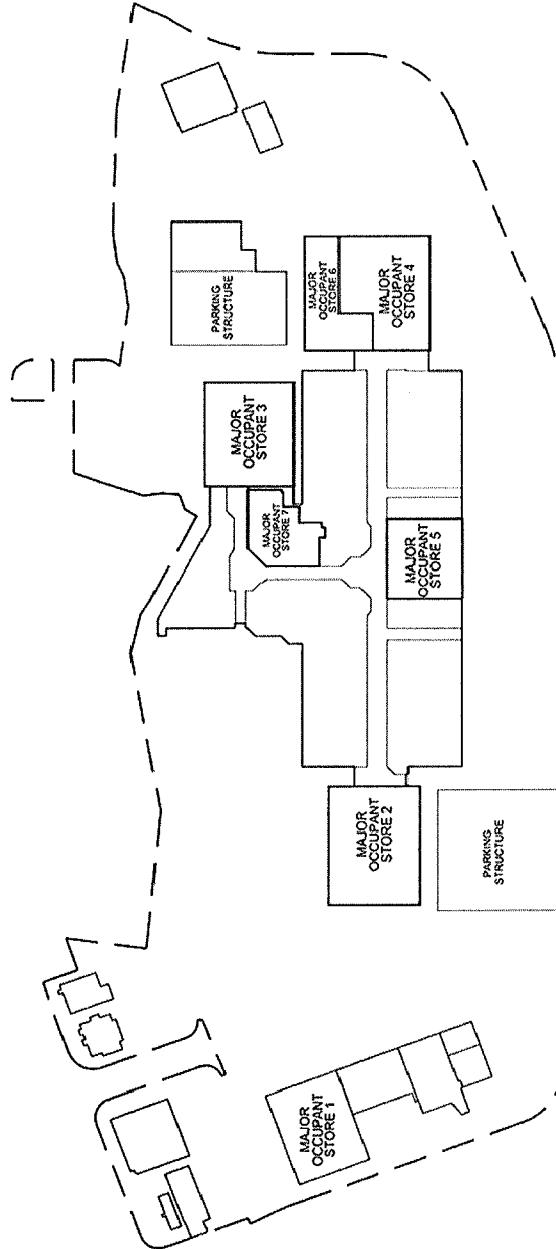 PARKING
STRUCTURE
MAJOR
OCCUPANT
STORE 6
MAJOR
OCCUPANT
STORE 4
MAJOR
OCCUPANT
STORE 3
MAJOR
OCCUPANT
STORE 7
MAJOR
OCCUPANT
STORE 5
MAJOR
OCCUPANT
STORE 2
PARKING
STRUCTURE
MAJOR
OCCUPANT
STORE 1